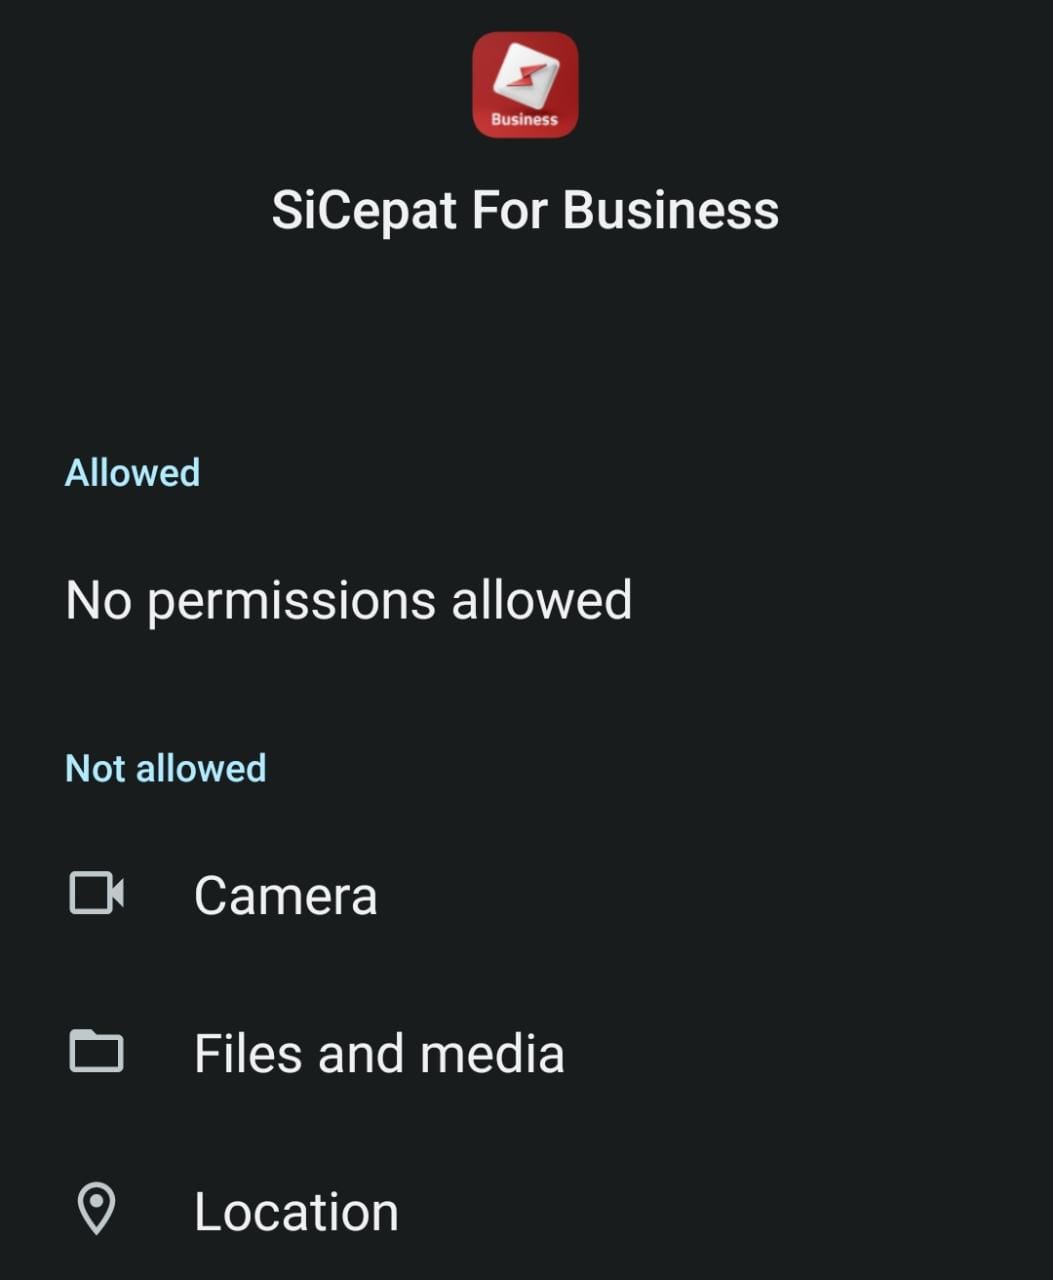 Business
SiCepat For Business
Allowed
No permissions allowed
Not allowed
Camera
Files and media
Location